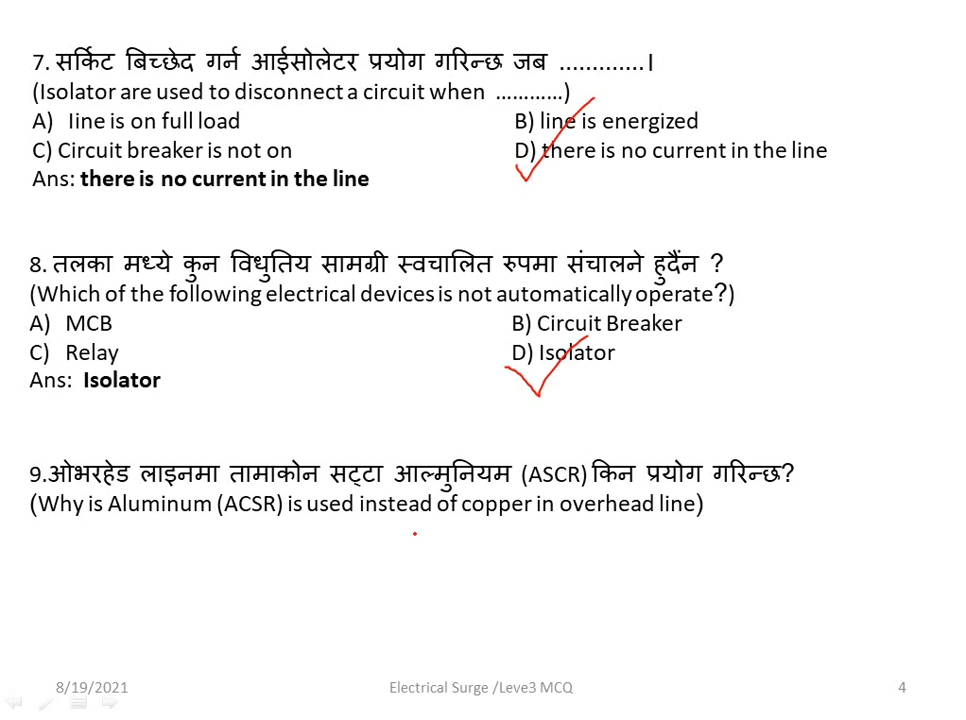 7. सर्किट बिच्छेद गर्न आईसोलेटर प्रयोग गरिन्छ जब .............।
(Isolator are used to disconnect a circuit when ............)
A) Iine is on full load B) line is energized
C) Circuit breaker is not on D) there is no current in the line
Ans: there is no current in the line
8. तलका मध्ये कुन विधुतिय सामग्री स्वचालित रुपमा संचालने हुदैंन ?
(Which of the following electrical devices is not automatically operate?)
A) MCB B) Circuit Breaker
C) Relay D) Isolator
Ans: Isolator
9.ओभरहेड लाइनमा तामाकोन सट्टा आल्मुनियम (ASCR) किन प्रयोग गरिन्छ?
(Why is Aluminum (ACSR) is used instead of copper in overhead line)
8/19/2021 Electrical Surge /Leve3 MCQ 4